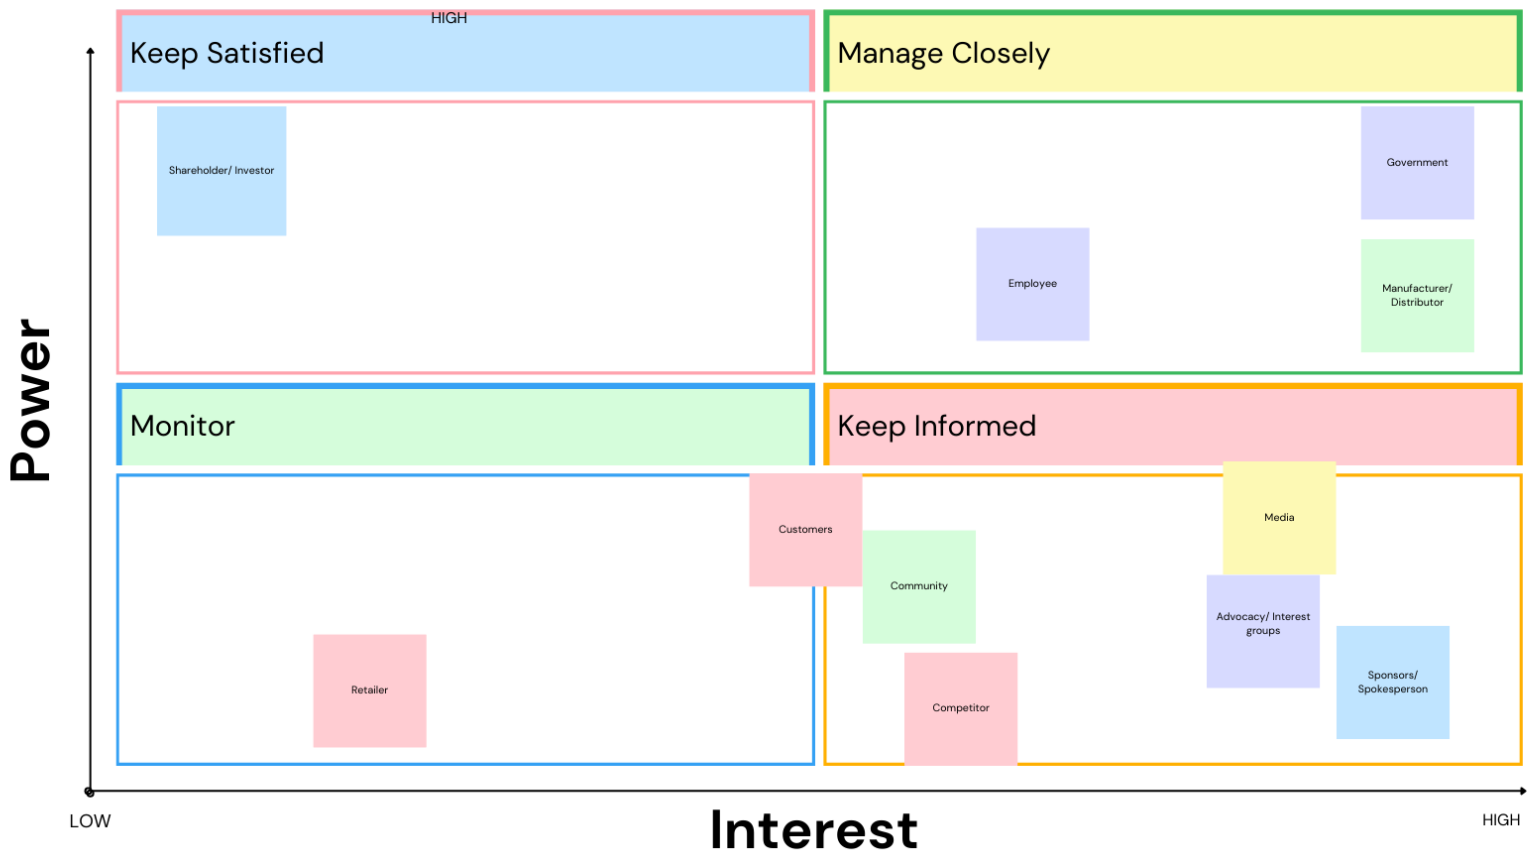 HIGH
Keep Satisfied
Manage Closely
Shareholder/ Investor
Government
Employee
Manufacturer/
Distributor
Power
Monitor
Keep Informed
Customers
Media
Community
Advocacy/ Interest
groups
Retailer
Competitor
Sponsors/
Spokesperson
LOW
Interest
HIGH